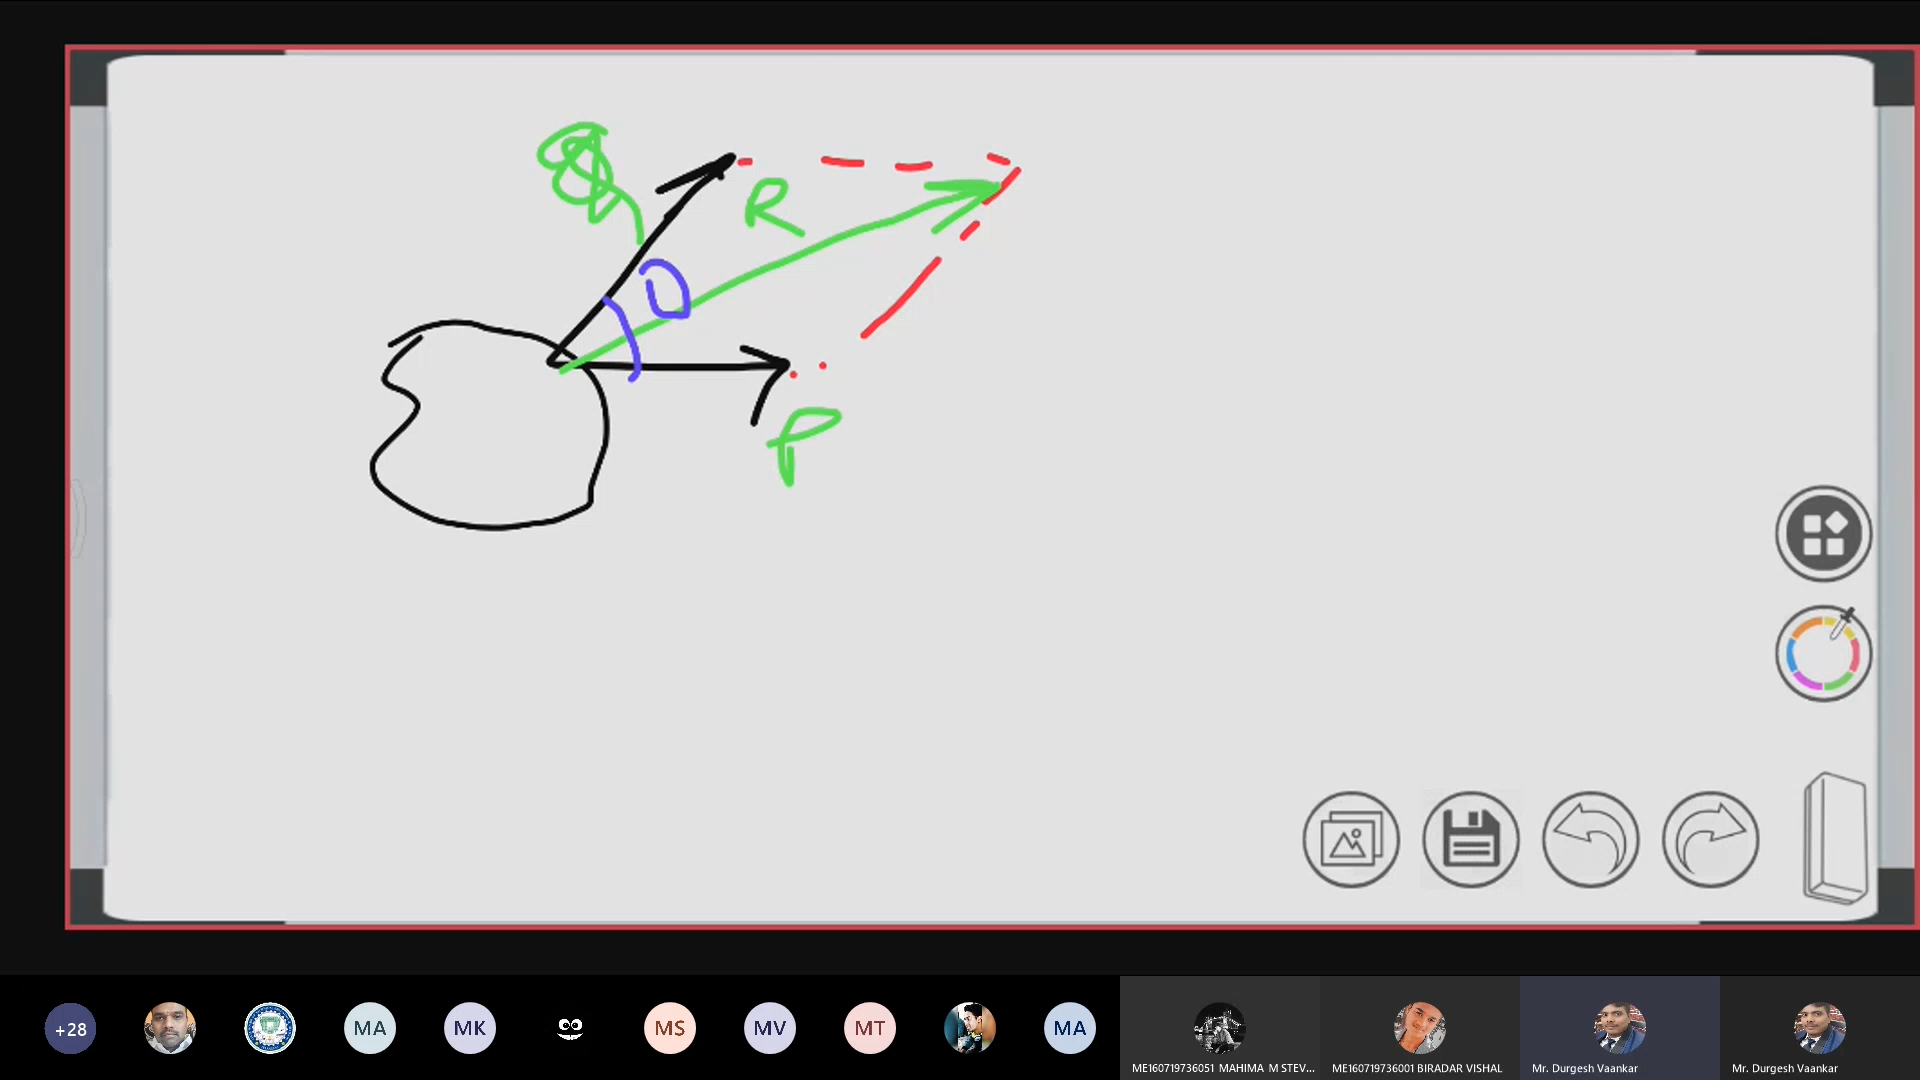 R
P
+28
MA
MK
MS
MV
MT
MA
ME160719736051 MAHIMA M STEV...
ME160719736001 BIRADAR VISHAL
Mr. Durgesh Vaankar
Mr. Durgesh Vaankar